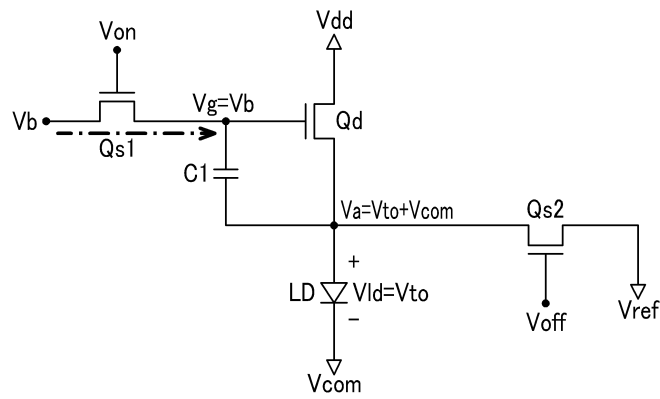 Von
Vdd
Vb
Vg=Vb
Qd
Qs1
C1
Va=Vto+Vcom
Qs2
+
LD
Vld=Vto
−
Voff
Vref
Vcom